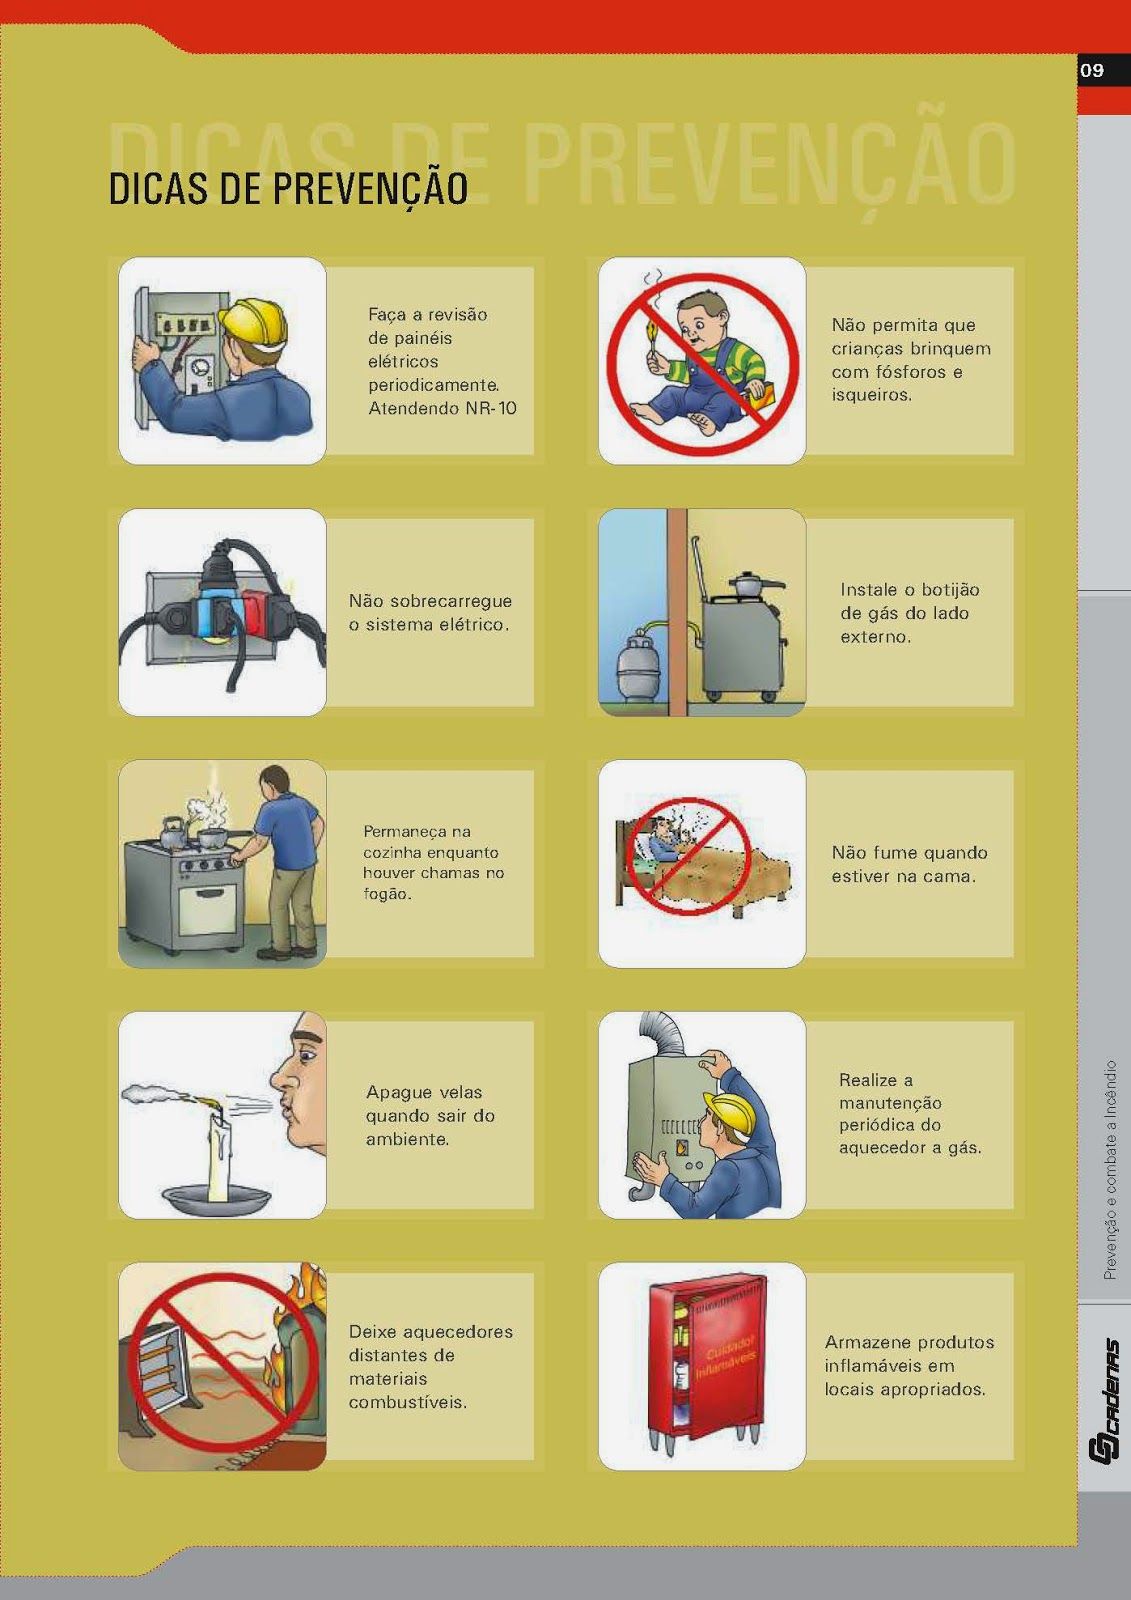 09
DICAS DE PREVENÇÃO
DICAS DE PREVENÇÃO
Faça a revisão
de painéis
elétricos
periodicamente.
Atendendo NR-10
Não permita que
crianças brinquem
com fósforos e
isqueiros.
Não sobrecarregue
o sistema elétrico.
Instale o botijão
de gás do lado
externo.
Permaneça na
cozinha enquanto
houver chamas no
fogão.
Não fume quando
estiver na cama.
Apague velas
quando sair do
ambiente.
Realize a
manutenção
periódica do
aquecedor a gás.
Deixe aquecedores
distantes de
materiais
combustíveis.
Cuidado!
Inflamáveis
Armazene produtos
inflamáveis em
locais apropriados.
Prevenção e combate a Incêndio
CADENAS